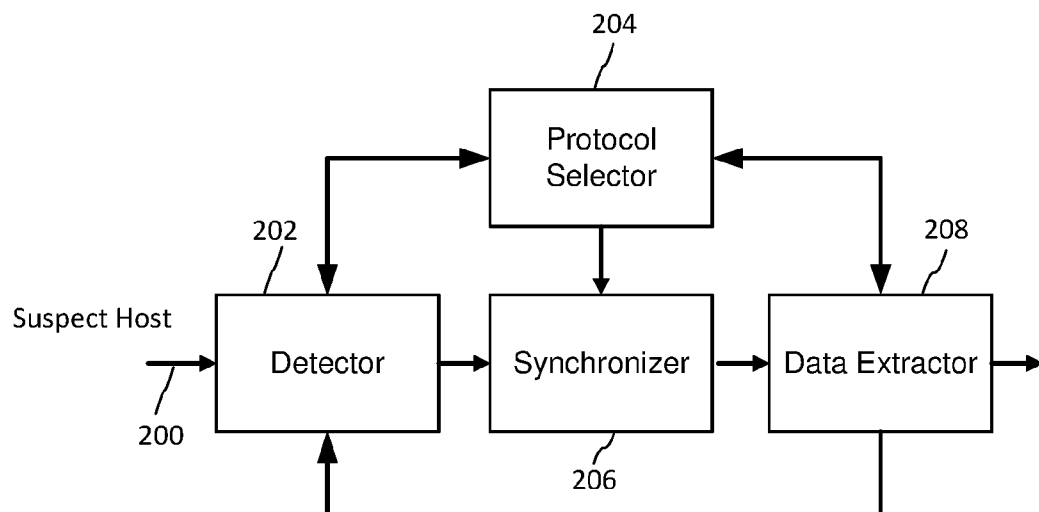 204
Protocol
Selector
202
208
Suspect Host
Detector
Synchronizer
Data Extractor
200
206